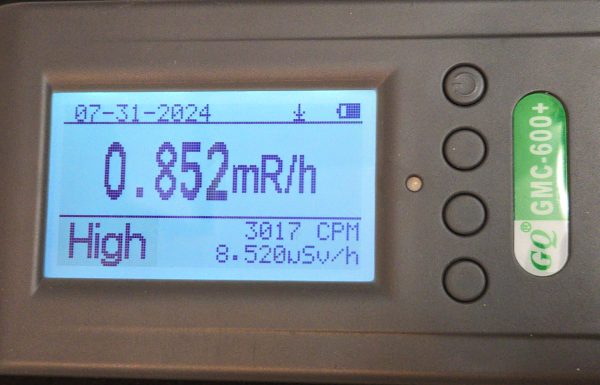 07-31-2024
0.852mR/h
High
3017 CPM
8.520uSv/h
GQ® GMC-600+